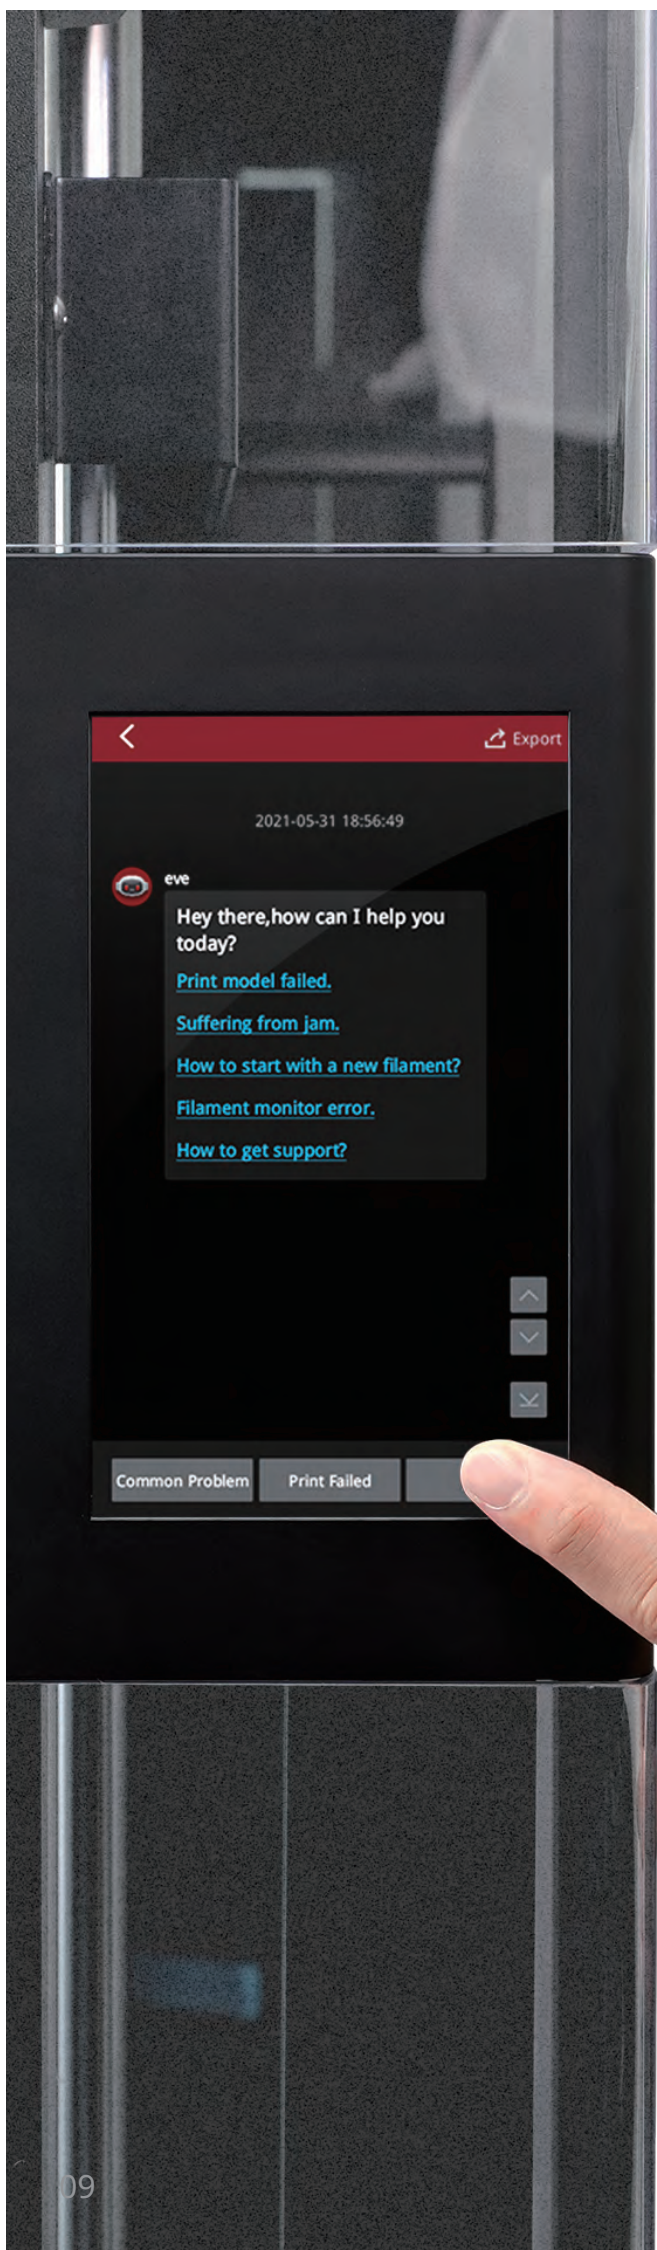 Export
2021-05-31 18:56:49
eve
Hey there,how can I help you
today?
Print model failed.
Suffering from jam.
How to start with a new filament?
Filament monitor error.
How to get support?
Common Problem
Print Failed
09